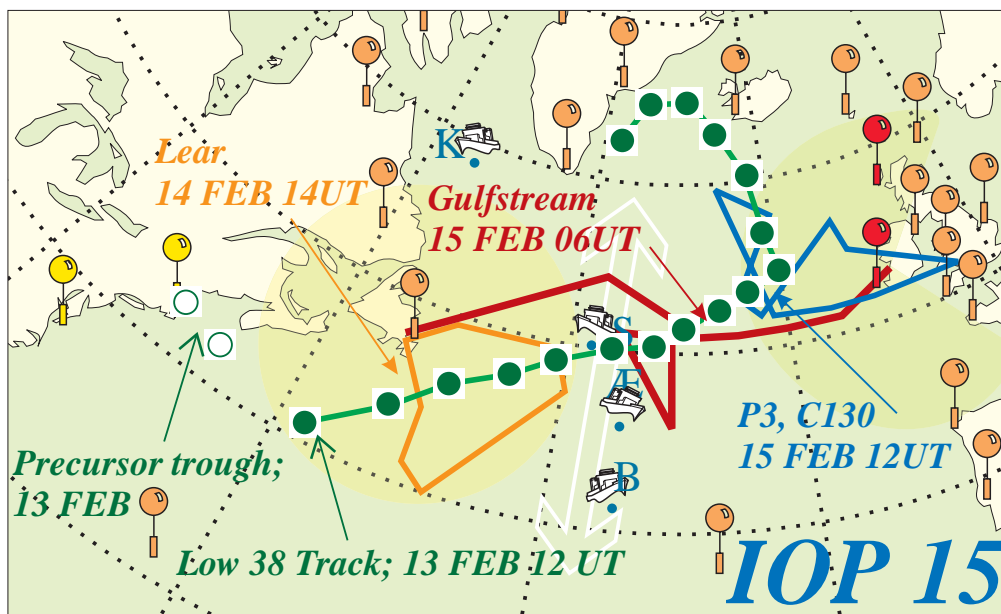 K
Lear
14 FEB 14UT
Gulfstream
15 FEB 06UT
S
Æ
B
P3, C130
15 FEB 12UT
Precursor trough;
13 FEB
Low 38 Track; 13 FEB 12 UT
IOP 15